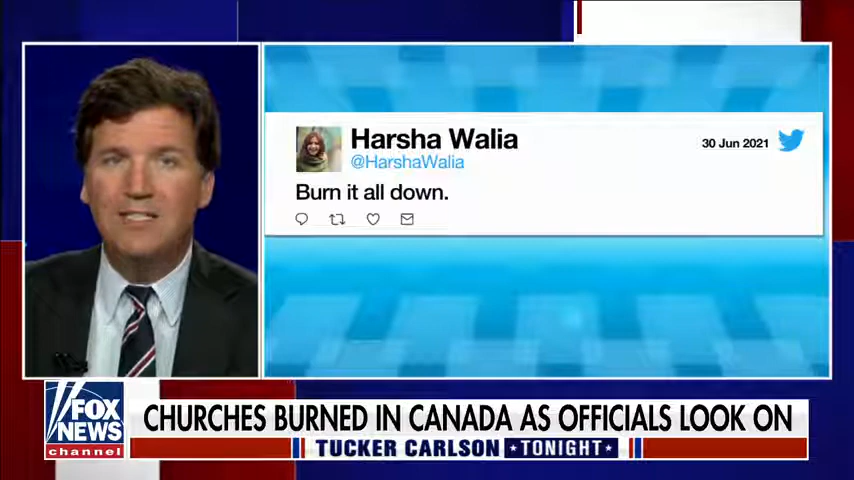 Harsha Walia
@HarshaWalia
30 Jun 2021
Burn it all down.
FOX
NEWS
channel
CHURCHES BURNED IN CANADA AS OFFICIALS LOOK ON
TUCKER CARLSON TONIGHT